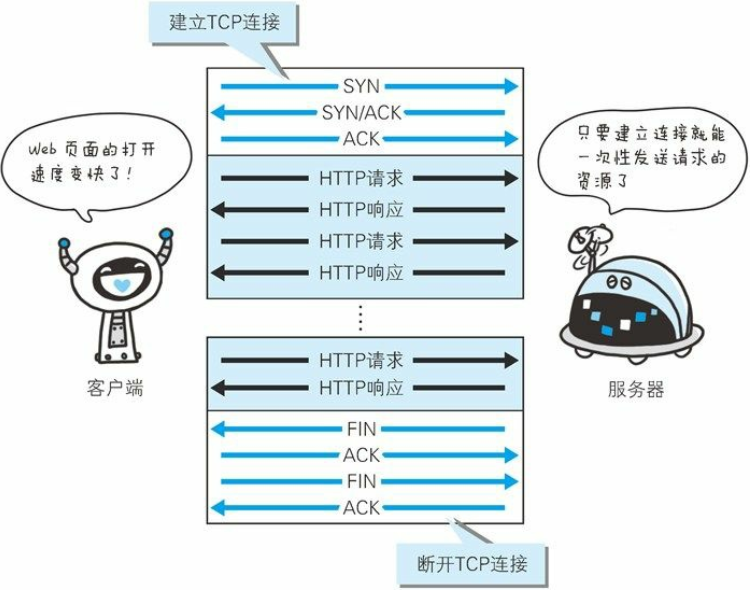 建立TCP连接
SYN
SYN/ACK
ACK
Web 页面的打开
速度变快了!
只要建立连接就能
一次性发送请求的
资源了
HTTP请求
HTTP响应
HTTP请求
HTTP响应
HTTP请求
HTTP响应
客户端
服务器
FIN
ACK
FIN
ACK
断开TCP连接